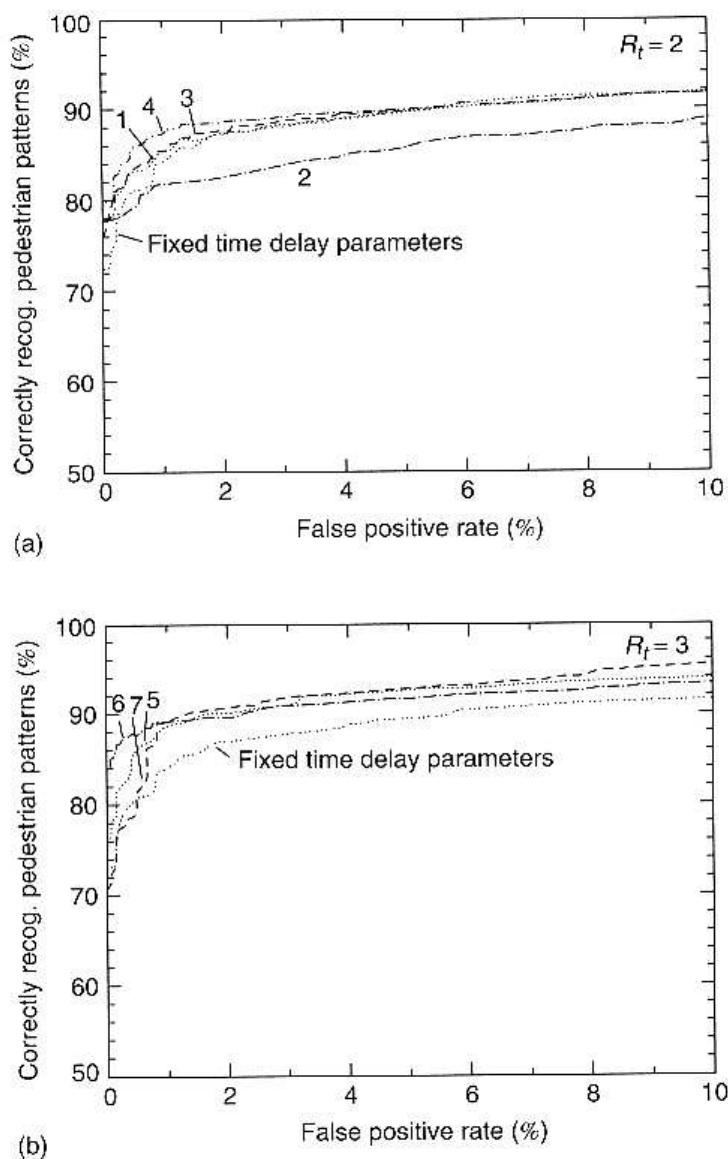 100
90
80
70
60
50
Correctly recog. pedestrian patterns (%)
R_t = 2
1
4
3
2
Fixed time delay parameters
0 2 4 6 8 10
False positive rate (%)
(a)
100
90
80
70
60
50
Correctly recog. pedestrian patterns (%)
R_t = 3
6 7 5
Fixed time delay parameters
0 2 4 6 8 10
False positive rate (%)
(b)